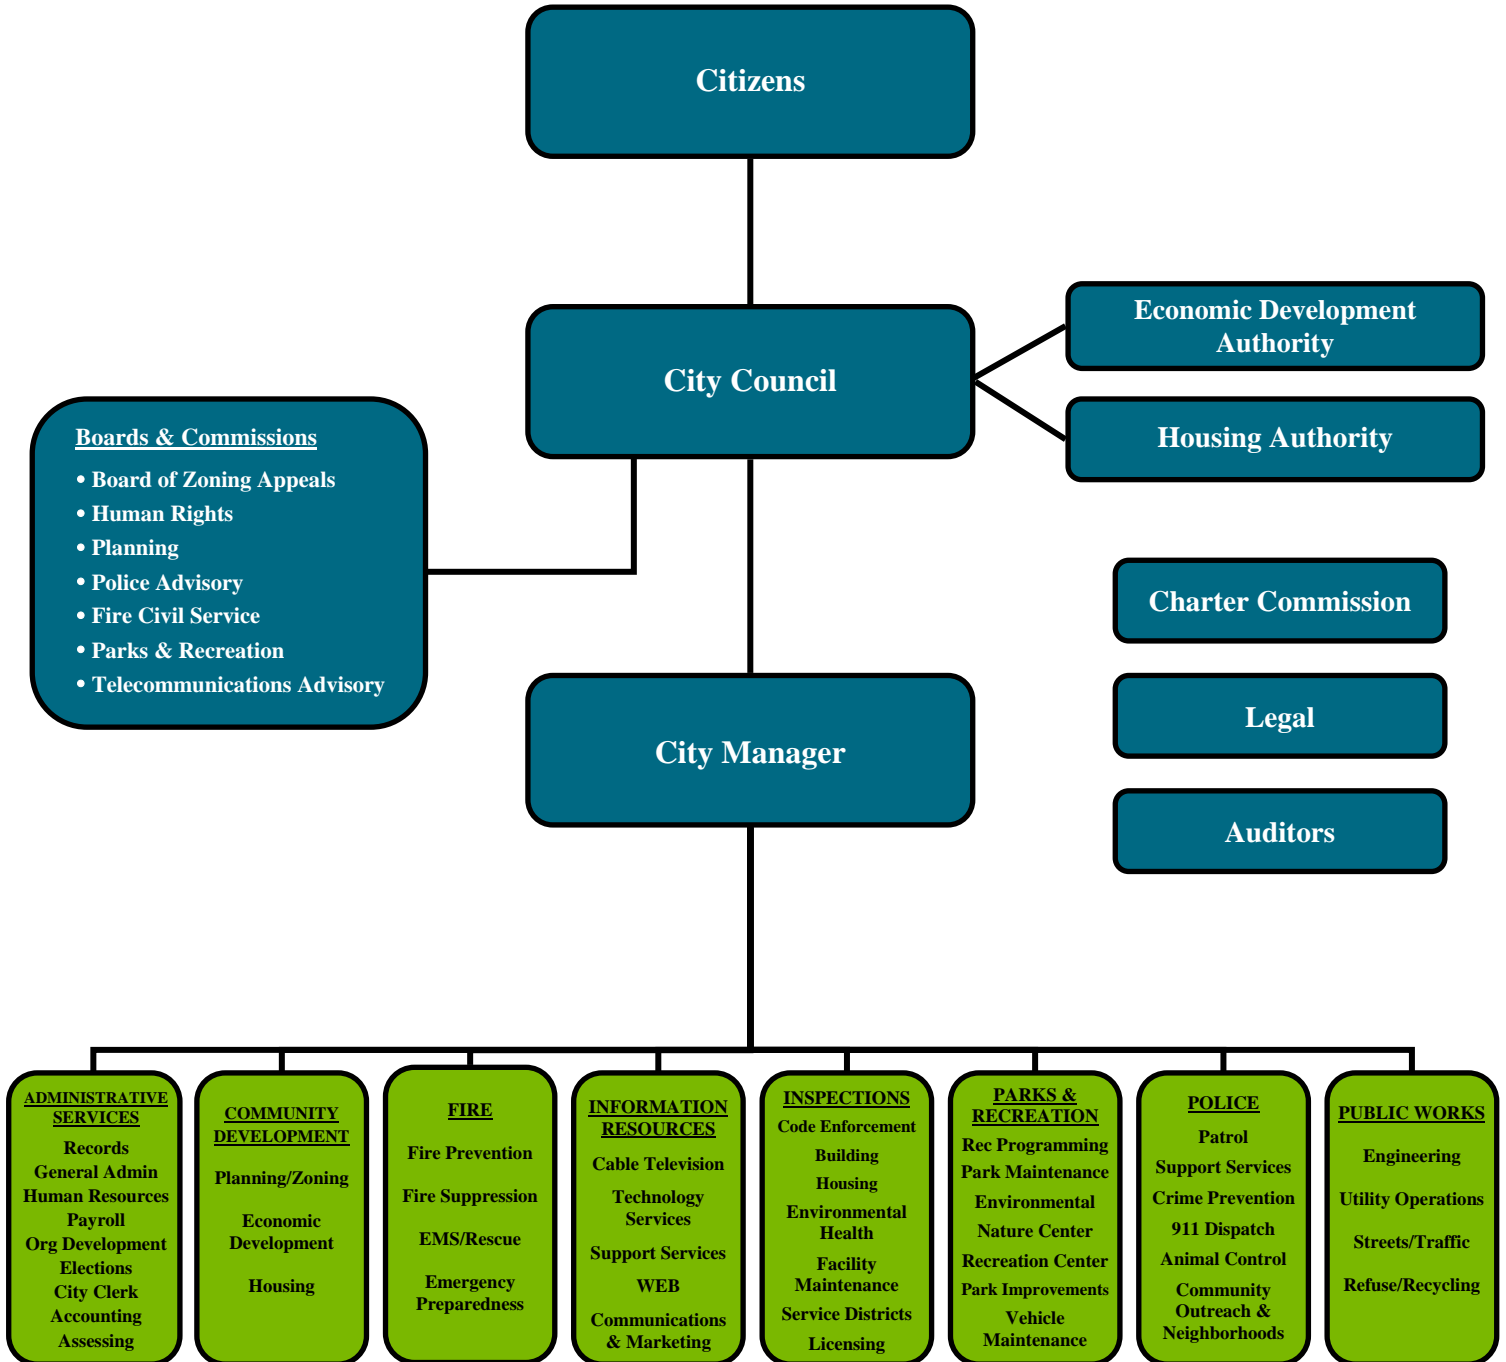 Citizens
City Council
Economic Development
Authority
Housing Authority
Boards & Commissions
• Board of Zoning Appeals
• Human Rights
• Planning
• Police Advisory
• Fire Civil Service
• Parks & Recreation
• Telecommunications Advisory
Charter Commission
Legal
Auditors
City Manager
ADMINISTRATIVE
SERVICES
Records
General Admin
Human Resources
Payroll
Org Development
Elections
City Clerk
Accounting
Assessing
COMMUNITY
DEVELOPMENT
Planning/Zoning
Economic
Development
Housing
FIRE
Fire Prevention
Fire Suppression
EMS/Rescue
Emergency
Preparedness
INFORMATION
RESOURCES
Cable Television
Technology
Services
Support Services
WEB
Communications
& Marketing
INSPECTIONS
Code Enforcement
Building
Housing
Environmental
Health
Facility
Maintenance
Service Districts
Licensing
PARKS &
RECREATION
Rec Programming
Park Maintenance
Environmental
Nature Center
Recreation Center
Park Improvements
Vehicle
Maintenance
POLICE
Patrol
Support Services
Crime Prevention
911 Dispatch
Animal Control
Community
Outreach &
Neighborhoods
PUBLIC WORKS
Engineering
Utility Operations
Streets/Traffic
Refuse/Recycling